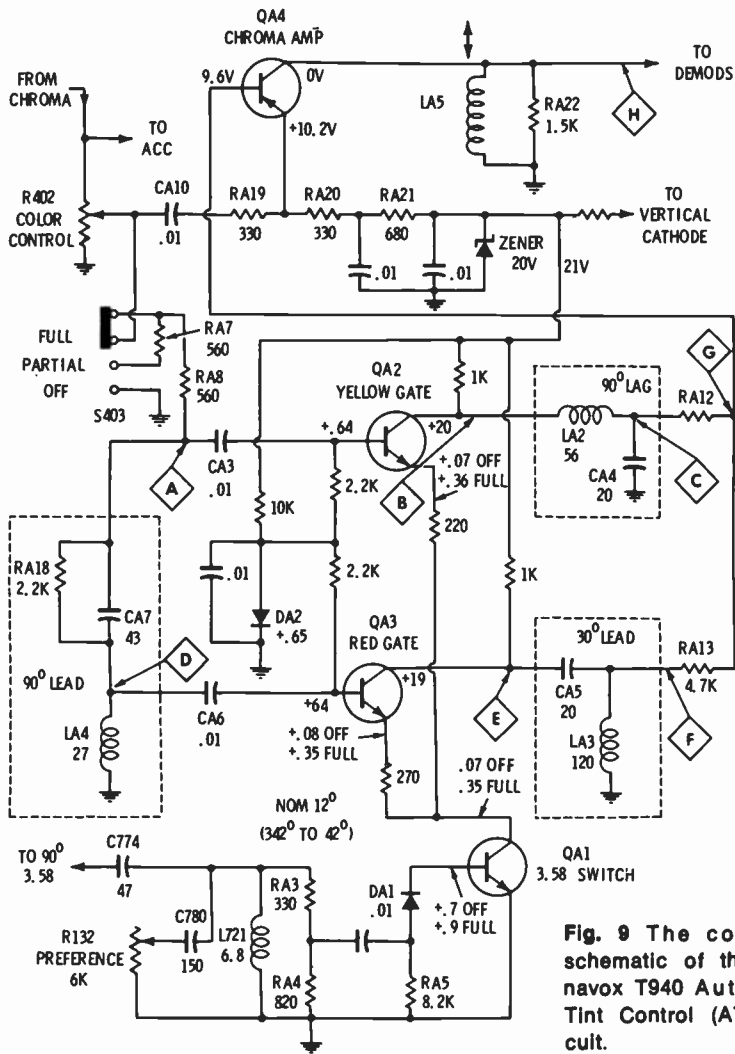 QA4
CHROMA AMP
9.6V
0V
+10.2V
FROM
CHROMA
TO
ACC
TO
DEMODS
H
LA5
RA22
1.5K
R402
COLOR
CONTROL
CA10
.01
RA19
330
RA20
330
RA21
680
.01
.01
ZENER
20V
21V
TO
VERTICAL
CATHODE
FULL
PARTIAL
OFF
S403
RA7
560
RA8
560
QA2
YELLOW GATE
1K
+.64
+20
+.07 OFF
+.36 FULL
90° LAG
LA2
56
CA4
20
RA12
G
A
CA3
.01
B
C
10K
2.2K
220
2.2K
1K
.01
DA2
+.65
RA18
2.2K
CA7
43
D
90° LEAD
LA4
27
CA6
.01
QA3
RED GATE
+64
+19
+.08 OFF
+.35 FULL
270
E
30° LEAD
CA5
20
LA3
120
F
RA13
4.7K
.07 OFF
.35 FULL
NOM 12°
(342° TO 42°)
TO 90°
3.58
C774
47
R132
PREFERENCE
6K
C780
150
L721
6.8
RA3
330
RA4
820
DA1
.01
RA5
8.2K
+.7 OFF
+.9 FULL
QA1
3.58 SWITCH
Fig. 9 The co
schematic of th
navox T940 Aut
Tint Control (A
cuit.